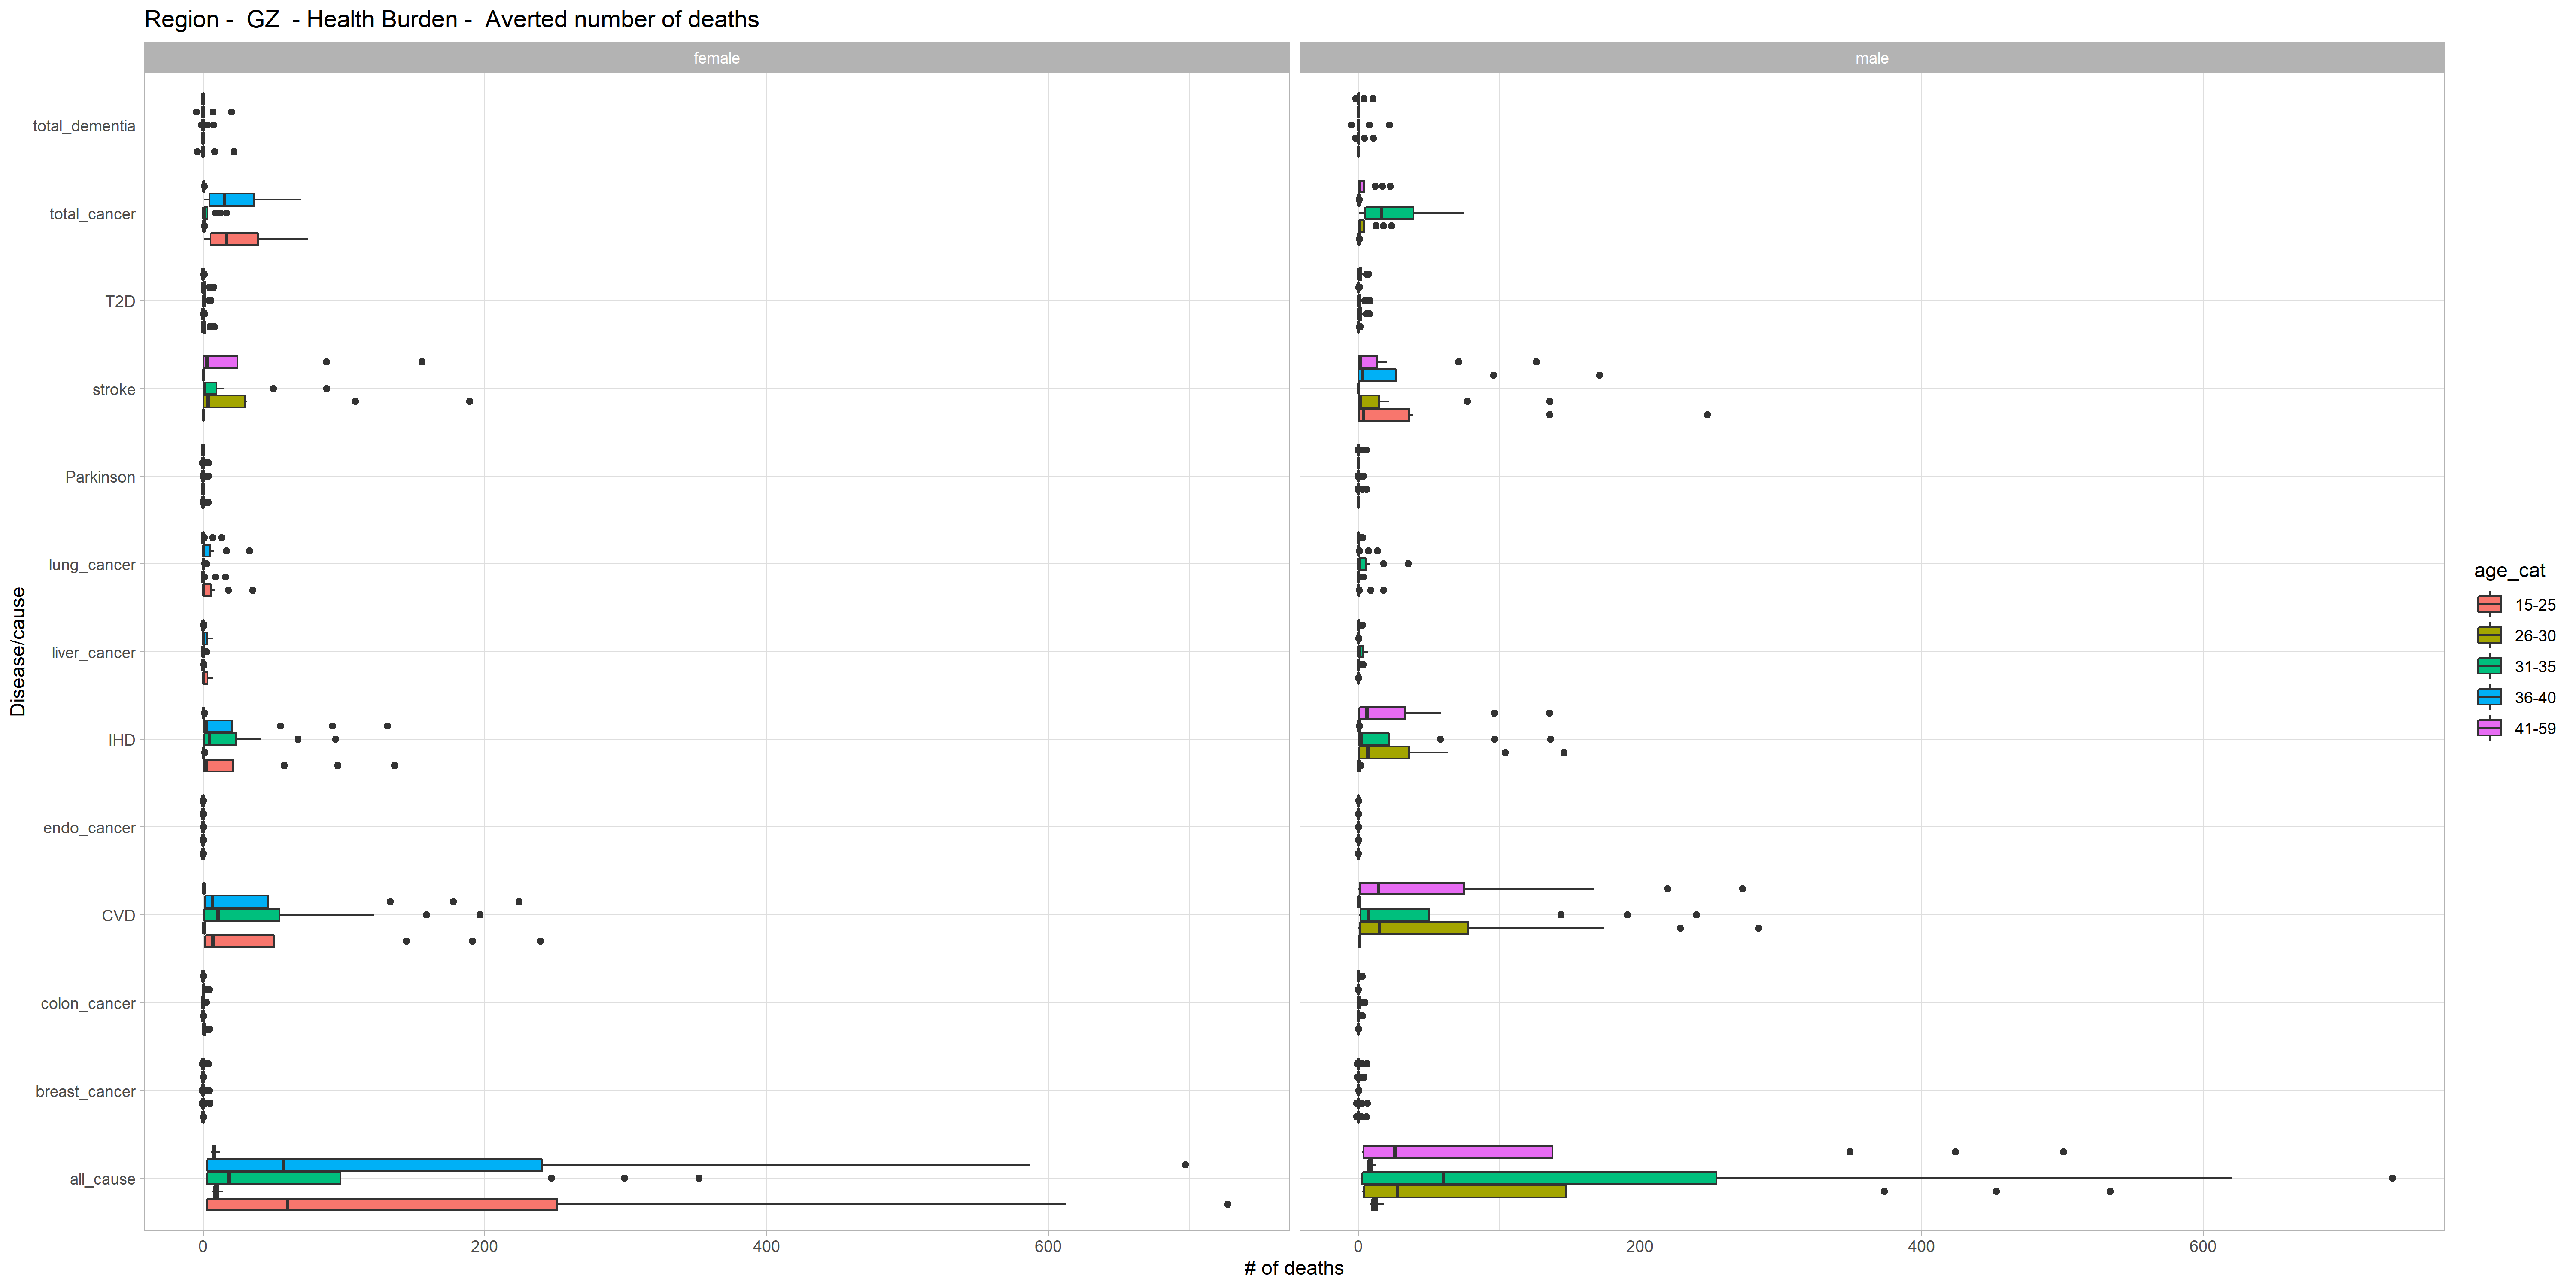 Region -  GZ  - Health Burden -  Averted number of deaths
female
male
Disease/cause
total_dementia
total_cancer
T2D
stroke
Parkinson
lung_cancer
liver_cancer
IHD
endo_cancer
CVD
colon_cancer
breast_cancer
all_cause
0
200
400
600
0
200
400
600
# of deaths
age_cat
15-25
26-30
31-35
36-40
41-59